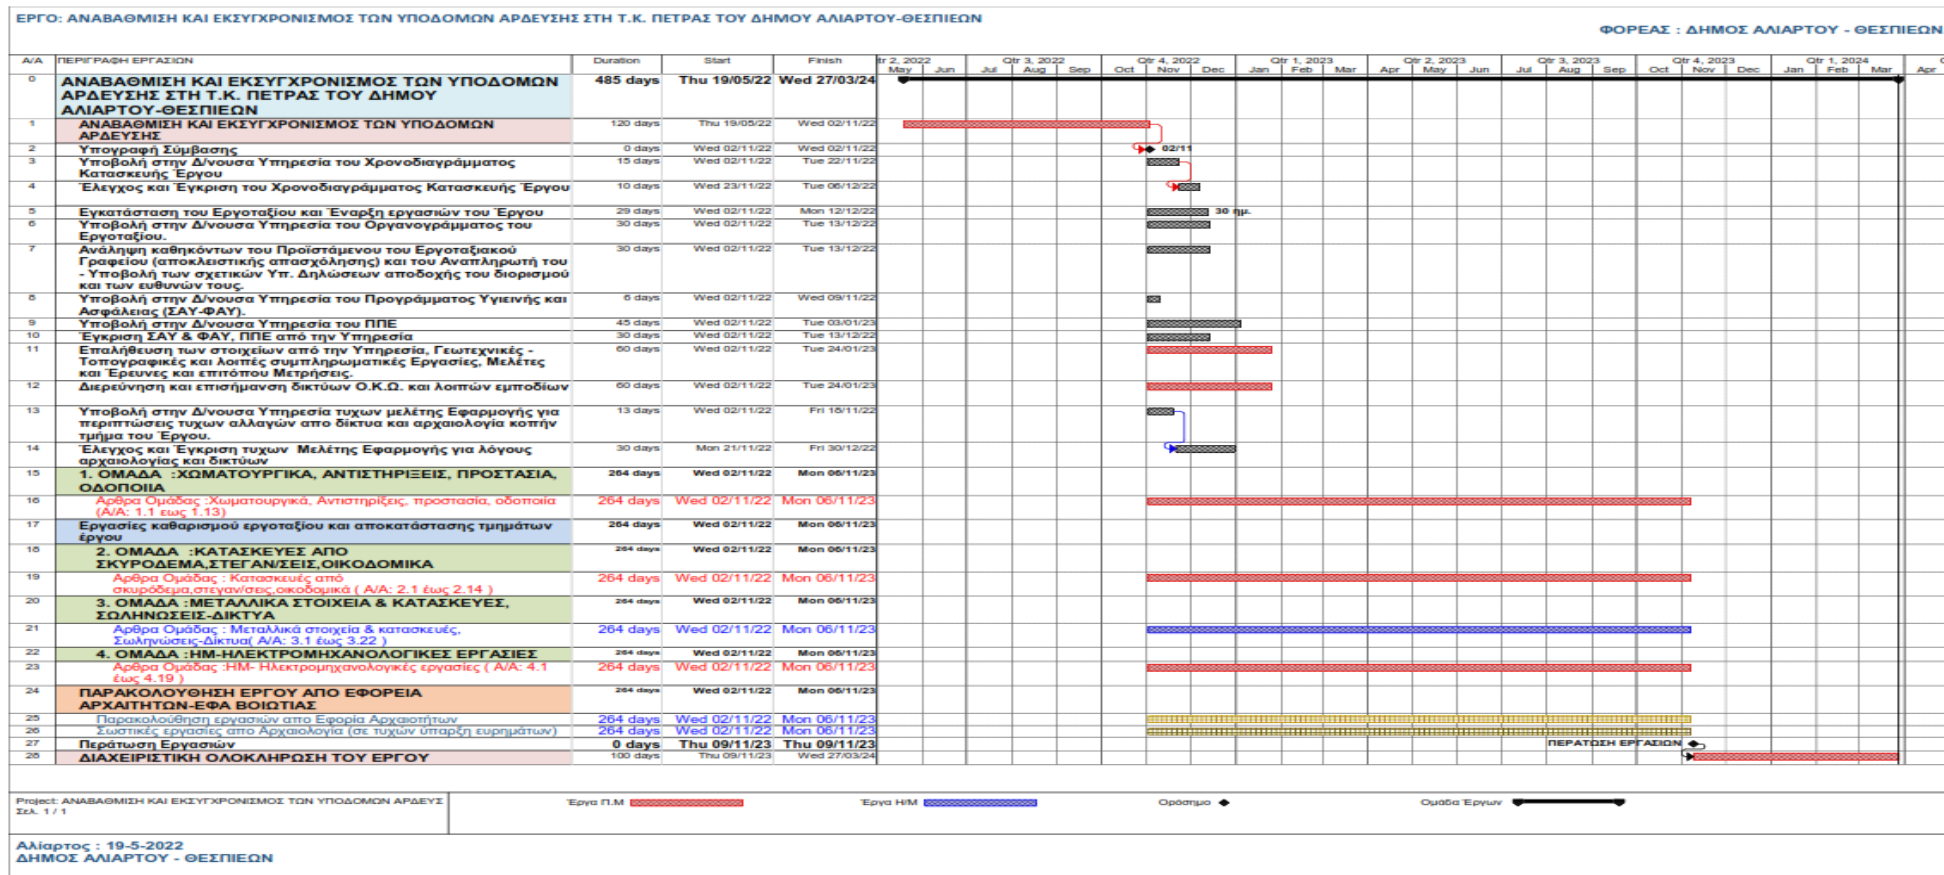 ΕΡΓΟ: ΑΝΑΒΑΘΜΙΣΗ ΚΑΙ ΕΚΣΥΓΧΡΟΝΙΣΜΟΣ ΤΩΝ ΥΠΟΔΟΜΩΝ ΑΡΔΕΥΣΗΣ ΣΤΗ Τ.Κ. ΠΕΤΡΑΣ ΤΟΥ ΔΗΜΟΥ ΑΛΙΑΡΤΟΥ-ΘΕΣΠΙΕΩΝ
ΦΟΡΕΑΣ : ΔΗΜΟΣ ΑΛΙΑΡΤΟΥ - ΘΕΣΠΙΕΩΝ
Α/Α ΠΕΡΙΓΡΑΦΗ ΕΡΓΑΣΙΩΝ Duration Start Finish tr 2, 2022 Qtr 3, 2022 Qtr 4, 2022 Qtr 1, 2023 Qtr 2, 2023 Qtr 3, 2023 Qtr 4, 2023 Qtr 1, 2024
May Jun Jul Aug Sep Oct Nov Dec Jan Feb Mar Apr May Jun Jul Aug Sep Oct Nov Dec Jan Feb Mar Apr
0 ΑΝΑΒΑΘΜΙΣΗ ΚΑΙ ΕΚΣΥΓΧΡΟΝΙΣΜΟΣ ΤΩΝ ΥΠΟΔΟΜΩΝ 485 days Thu 19/05/22 Wed 27/03/24
ΑΡΔΕΥΣΗΣ ΣΤΗ Τ.Κ. ΠΕΤΡΑΣ ΤΟΥ ΔΗΜΟΥ
ΑΛΙΑΡΤΟΥ-ΘΕΣΠΙΕΩΝ
1 ΑΝΑΒΑΘΜΙΣΗ ΚΑΙ ΕΚΣΥΓΧΡΟΝΙΣΜΟΣ ΤΩΝ ΥΠΟΔΟΜΩΝ 120 days Thu 19/05/22 Wed 02/11/22
ΑΡΔΕΥΣΗΣ
2 Υπογραφή Σύμβασης 0 days Wed 02/11/22 Wed 02/11/22 02/11
3 Υποβολή στην Δ/νουσα Υπηρεσία του Χρονοδιαγράμματος 15 days Wed 02/11/22 Tue 22/11/22
Κατασκευής Έργου
4 Έλεγχος και Έγκριση του Χρονοδιαγράμματος Κατασκευής Έργου 10 days Wed 23/11/22 Tue 06/12/22
5 Εγκατάσταση του Εργοταξίου και Έναρξη εργασιών του Έργου 29 days Wed 02/11/22 Mon 12/12/22 30 ημ.
6 Υποβολή στην Δ/νουσα Υπηρεσία του Οργανογράμματος του 30 days Wed 02/11/22 Tue 13/12/22
Εργοταξίου.
7 Ανάληψη καθηκόντων του Προϊστάμενου του Εργοταξιακού 30 days Wed 02/11/22 Tue 13/12/22
Γραφείου (αποκλειστικής απασχόλησης) και του Αναπληρωτή του
- Υποβολή των σχετικών Υπ. Δηλώσεων αποδοχής του διορισμού
και των ευθυνών τους.
8 Υποβολή στην Δ/νουσα Υπηρεσία του Προγράμματος Υγιεινής και 6 days Wed 02/11/22 Wed 09/11/22
Ασφάλειας (ΣΑΥ-ΦΑΥ).
9 Υποβολή στην Δ/νουσα Υπηρεσία του ΠΠΕ 45 days Wed 02/11/22 Tue 03/01/23
10 Έγκριση ΣΑΥ & ΦΑΥ, ΠΠΕ από την Υπηρεσία 30 days Wed 02/11/22 Tue 13/12/22
11 Επαλήθευση των στοιχείων από την Υπηρεσία, Γεωτεχνικές - 60 days Wed 02/11/22 Tue 24/01/23
Τοπογραφικές και λοιπές συμπληρωματικές Εργασίες, Μελέτες
και Έρευνες και επιτόπου Μετρήσεις.
12 Διερεύνηση και επισήμανση δικτύων Ο.Κ.Ω. και λοιπών εμποδίων 60 days Wed 02/11/22 Tue 24/01/23
13 Υποβολή στην Δ/νουσα Υπηρεσία τυχων μελέτης Εφαρμογής για 13 days Wed 02/11/22 Fri 18/11/22
περιπτώσεις τυχων αλλαγών απο δίκτυα και αρχαιολογία κοπήν
τμήμα του Έργου.
14 Έλεγχος και Έγκριση τυχων Μελέτης Εφαρμογής για λόγους 30 days Mon 21/11/22 Fri 30/12/22
αρχαιολογίας και δικτύων
15 1. ΟΜΑΔΑ :ΧΩΜΑΤΟΥΡΓΙΚΑ, ΑΝΤΙΣΤΗΡΙΞΕΙΣ, ΠΡΟΣΤΑΣΙΑ, 264 days Wed 02/11/22 Mon 06/11/23
ΟΔΟΠΟΙΙΑ
16 Αρθρα Ομάδας :Χωματουργικά, Αντιστηρίξεις, προστασία, οδοποιία 264 days Wed 02/11/22 Mon 06/11/23
(Α/Α: 1.1 εως 1.13)
17 Εργασίες καθαρισμού εργοταξίου και αποκατάστασης τμημάτων 264 days Wed 02/11/22 Mon 06/11/23
έργου
18 2. ΟΜΑΔΑ :ΚΑΤΑΣΚΕΥΕΣ ΑΠΟ 264 days Wed 02/11/22 Mon 06/11/23
ΣΚΥΡΟΔΕΜΑ,ΣΤΕΓΑΝ/ΣΕΙΣ,ΟΙΚΟΔΟΜΙΚΑ
19 Αρθρα Ομάδας : Κατασκευές από 264 days Wed 02/11/22 Mon 06/11/23
σκυρόδεμα,στεγαν/σεις,οικοδομικά ( Α/Α: 2.1 έως 2.14 )
20 3. ΟΜΑΔΑ :ΜΕΤΑΛΛΙΚΑ ΣΤΟΙΧΕΙΑ & ΚΑΤΑΣΚΕΥΕΣ, 264 days Wed 02/11/22 Mon 06/11/23
ΣΩΛΗΝΩΣΕΙΣ-ΔΙΚΤΥΑ
21 Αρθρα Ομάδας : Μεταλλικά στοιχεία & κατασκευές, 264 days Wed 02/11/22 Mon 06/11/23
Σωληνώσεις-Δίκτυα( Α/Α: 3.1 έως 3.22 )
22 4. ΟΜΑΔΑ :ΗΜ-ΗΛΕΚΤΡΟΜΗΧΑΝΟΛΟΓΙΚΕΣ ΕΡΓΑΣΙΕΣ 264 days Wed 02/11/22 Mon 06/11/23
23 Αρθρα Ομάδας :ΗΜ- Ηλεκτρομηχανολογικές εργασίες ( Α/Α: 4.1 264 days Wed 02/11/22 Mon 06/11/23
έως 4.19 )
24 ΠΑΡΑΚΟΛΟΥΘΗΣΗ ΕΡΓΟΥ ΑΠΟ ΕΦΟΡΕΙΑ 264 days Wed 02/11/22 Mon 06/11/23
ΑΡΧΑΙΤΗΤΩΝ-ΕΦΑ ΒΟΙΩΤΙΑΣ
25 Παρακολούθηση εργασιών απο Εφορία Αρχαιοτήτων 264 days Wed 02/11/22 Mon 06/11/23
26 Σωστικές εργασίες απο Αρχαιολογία (σε τυχών ύπαρξη ευρημάτων) 264 days Wed 02/11/22 Mon 06/11/23
27 Περάτωση Εργασιών 0 days Thu 09/11/23 Thu 09/11/23 ΠΕΡΑΤΩΣΗ ΕΡΓΑΣΙΩΝ
28 ΔΙΑΧΕΙΡΙΣΤΙΚΗ ΟΛΟΚΛΗΡΩΣΗ ΤΟΥ ΕΡΓΟΥ 100 days Thu 09/11/23 Wed 27/03/24
Project: ΑΝΑΒΑΘΜΙΣΗ ΚΑΙ ΕΚΣΥΓΧΡΟΝΙΣΜΟΣ ΤΩΝ ΥΠΟΔΟΜΩΝ ΑΡΔΕΥΣ Έργα Π.Μ Έργα Η/Μ Ορόσημο Ομάδα Έργων
Σελ. 1 / 1
Αλίαρτος : 19-5-2022
ΔΗΜΟΣ ΑΛΙΑΡΤΟΥ - ΘΕΣΠΙΕΩΝ